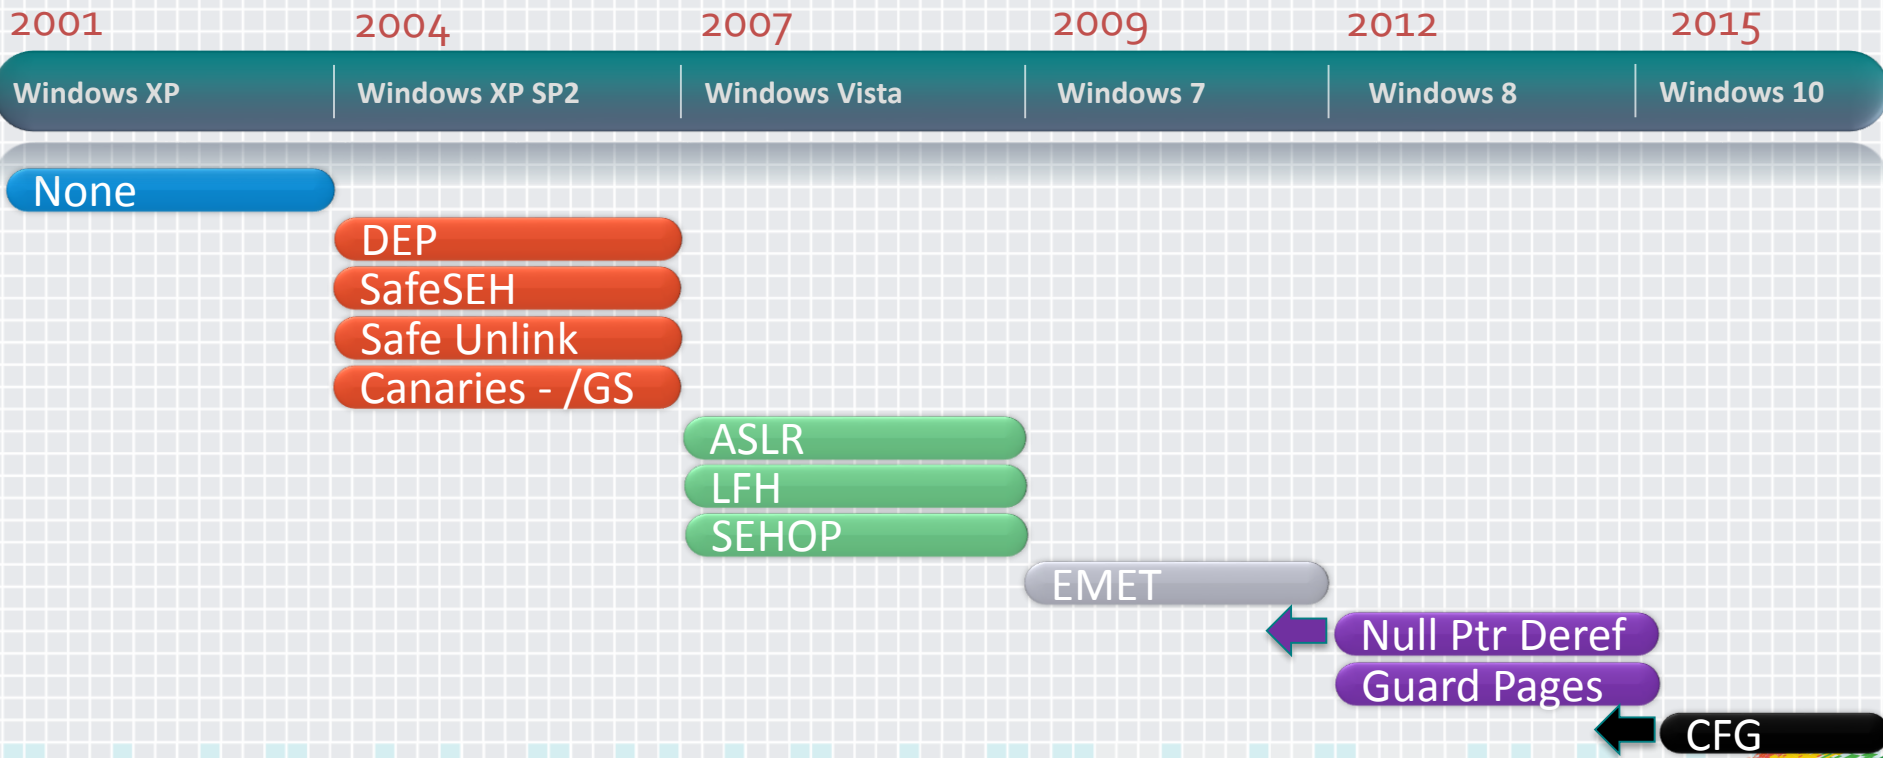 2001 2004 2007 2009 2012 2015
Windows XP Windows XP SP2 Windows Vista Windows 7 Windows 8 Windows 10
None
DEP
SafeSEH
Safe Unlink
Canaries - /GS
ASLR
LFH
SEHOP
EMET
Null Ptr Deref
Guard Pages
CFG